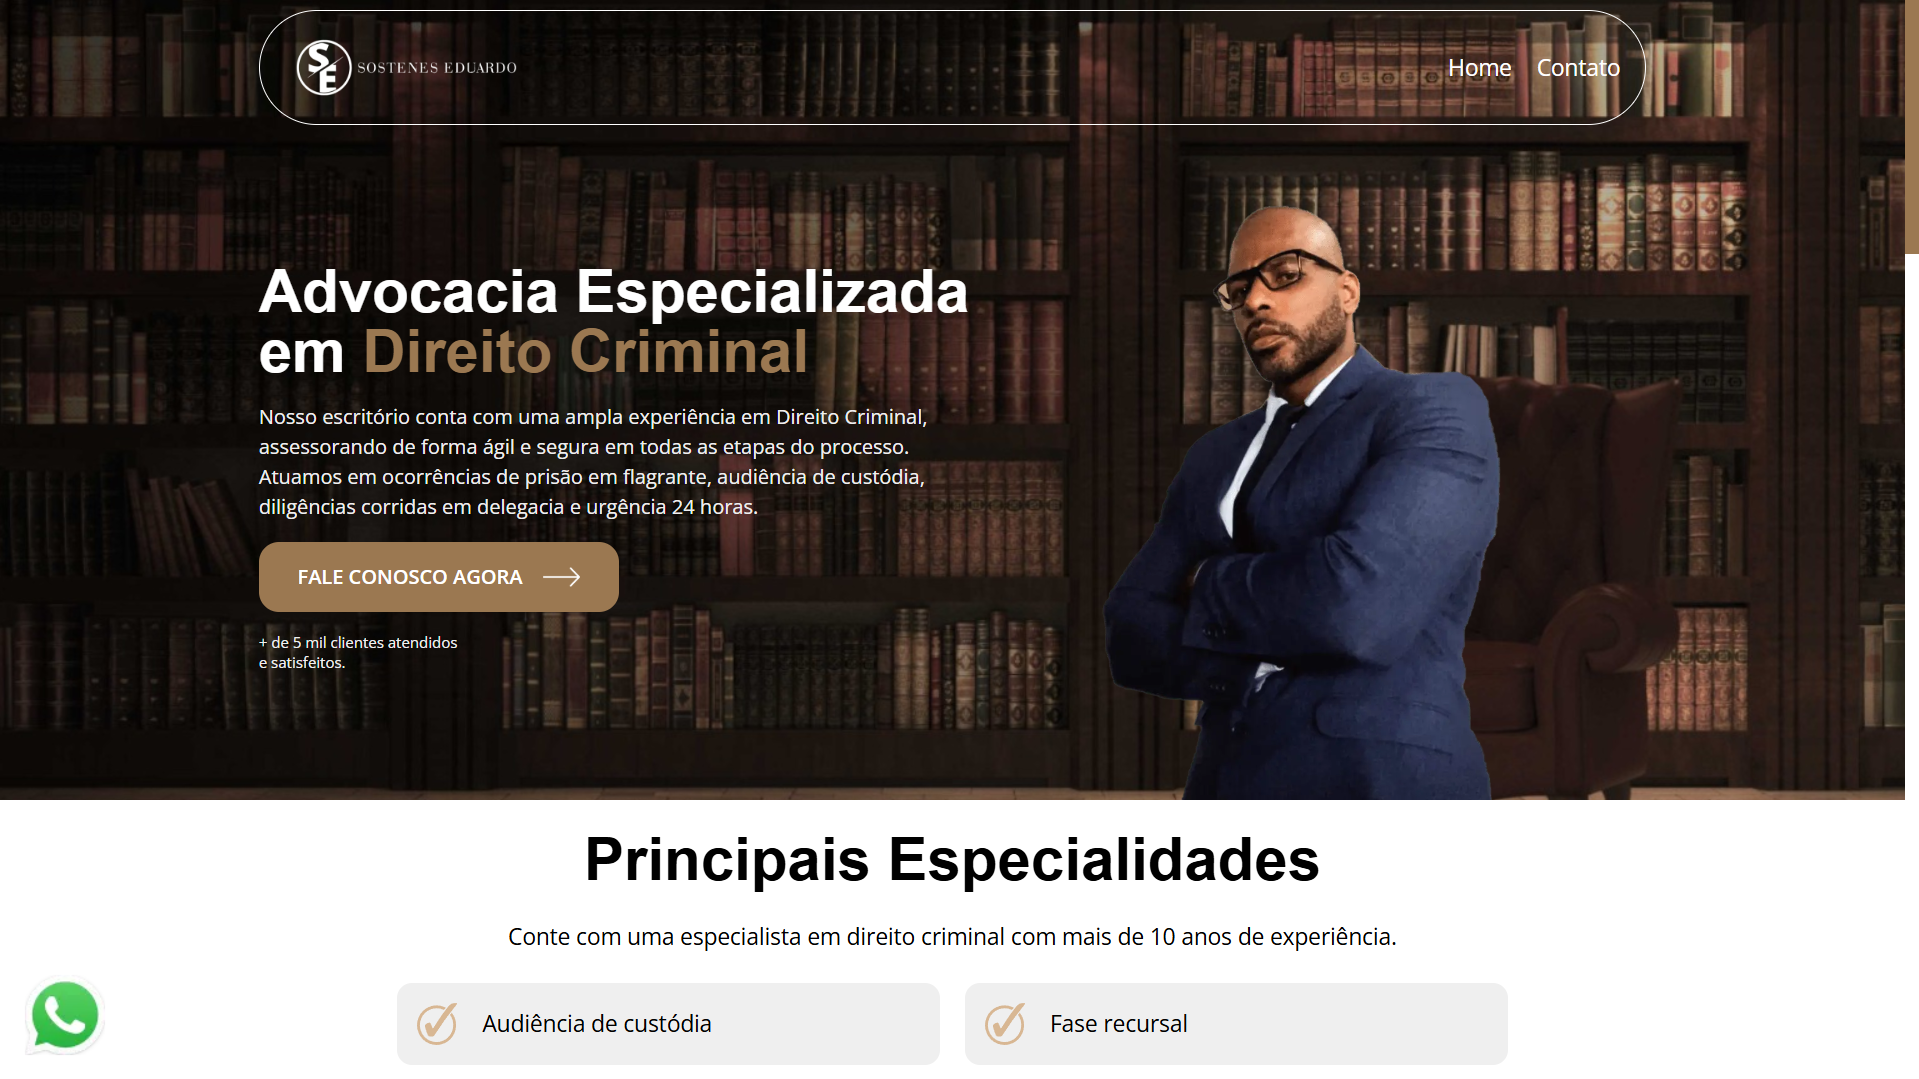 SE SOSTENES EDUARDO
Home Contato
Advocacia Especializada
em Direito Criminal
Nosso escritório conta com uma ampla experiência em Direito Criminal,
assessorando de forma ágil e segura em todas as etapas do processo.
Atuamos em ocorrências de prisão em flagrante, audiência de custódia,
diligências corridas em delegacia e urgência 24 horas.
FALE CONOSCO AGORA
+ de 5 mil clientes atendidos
e satisfeitos.
Principais Especialidades
Conte com uma especialista em direito criminal com mais de 10 anos de experiência.
Audiência de custódia
Fase recursal